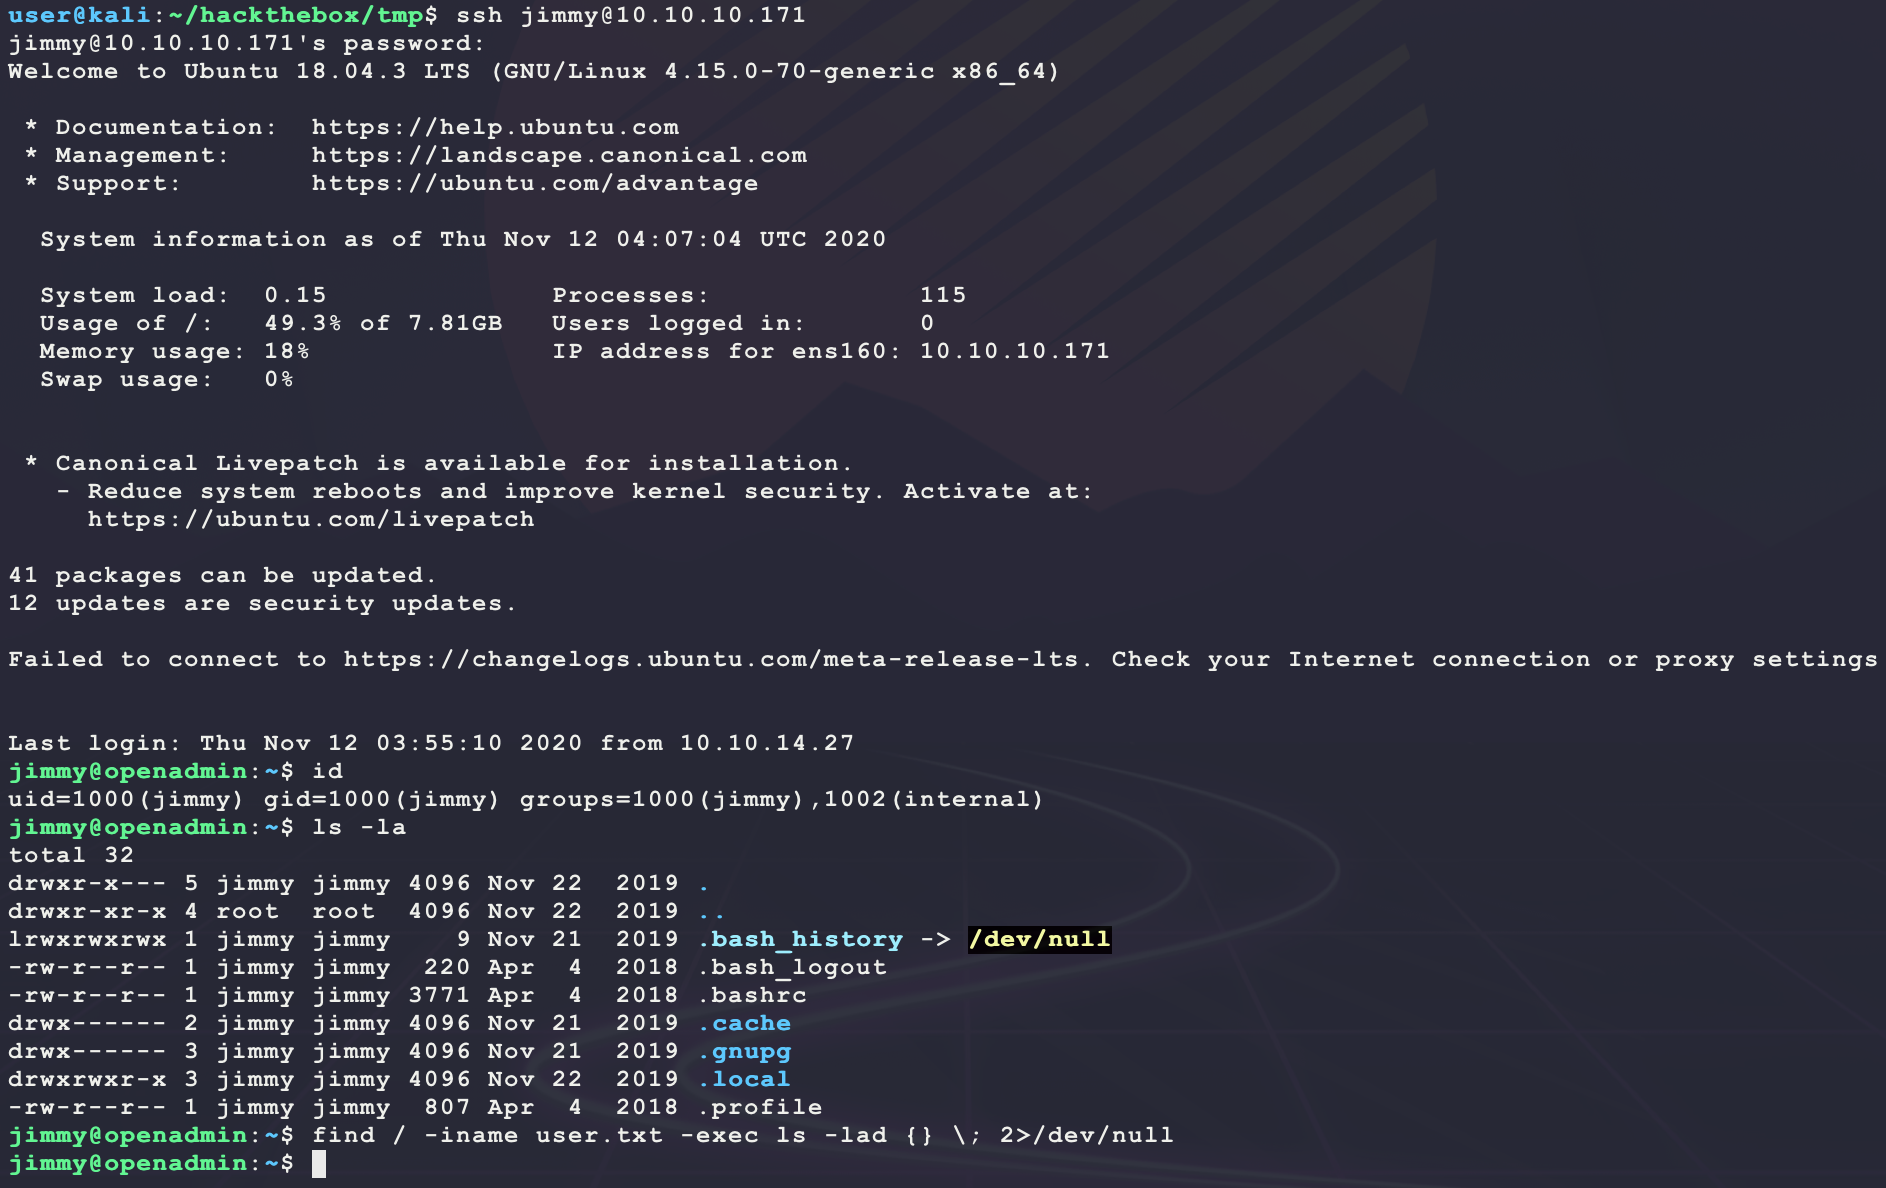 user@kali:~/hackthebox/tmp$ ssh jimmy@10.10.10.171
jimmy@10.10.10.171's password:
Welcome to Ubuntu 18.04.3 LTS (GNU/Linux 4.15.0-70-generic x86_64)
 * Documentation:  https://help.ubuntu.com
 * Management:     https://landscape.canonical.com
 * Support:        https://ubuntu.com/advantage
  System information as of Thu Nov 12 04:07:04 UTC 2020
  System load:  0.15              Processes:             115
  Usage of /:   49.3% of 7.81GB   Users logged in:       0
  Memory usage: 18%               IP address for ens160: 10.10.10.171
  Swap usage:   0%
 * Canonical Livepatch is available for installation.
   - Reduce system reboots and improve kernel security. Activate at:
     https://ubuntu.com/livepatch
41 packages can be updated.
12 updates are security updates.
Failed to connect to https://changelogs.ubuntu.com/meta-release-lts. Check your Internet connection or proxy settings
Last login: Thu Nov 12 03:55:10 2020 from 10.10.14.27
jimmy@openadmin:~$ id
uid=1000(jimmy) gid=1000(jimmy) groups=1000(jimmy),1002(internal)
jimmy@openadmin:~$ ls -la
total 32
drwxr-x--- 5 jimmy jimmy 4096 Nov 22  2019 .
drwxr-xr-x 4 root  root  4096 Nov 22  2019 ..
lrwxrwxrwx 1 jimmy jimmy    9 Nov 21  2019 .bash_history -> /dev/null
-rw-r--r-- 1 jimmy jimmy  220 Apr  4  2018 .bash_logout
-rw-r--r-- 1 jimmy jimmy 3771 Apr  4  2018 .bashrc
drwx------ 2 jimmy jimmy 4096 Nov 21  2019 .cache
drwx------ 3 jimmy jimmy 4096 Nov 21  2019 .gnupg
drwxrwxr-x 3 jimmy jimmy 4096 Nov 22  2019 .local
-rw-r--r-- 1 jimmy jimmy  807 Apr  4  2018 .profile
jimmy@openadmin:~$ find / -iname user.txt -exec ls -lad {} \; 2>/dev/null
jimmy@openadmin:~$